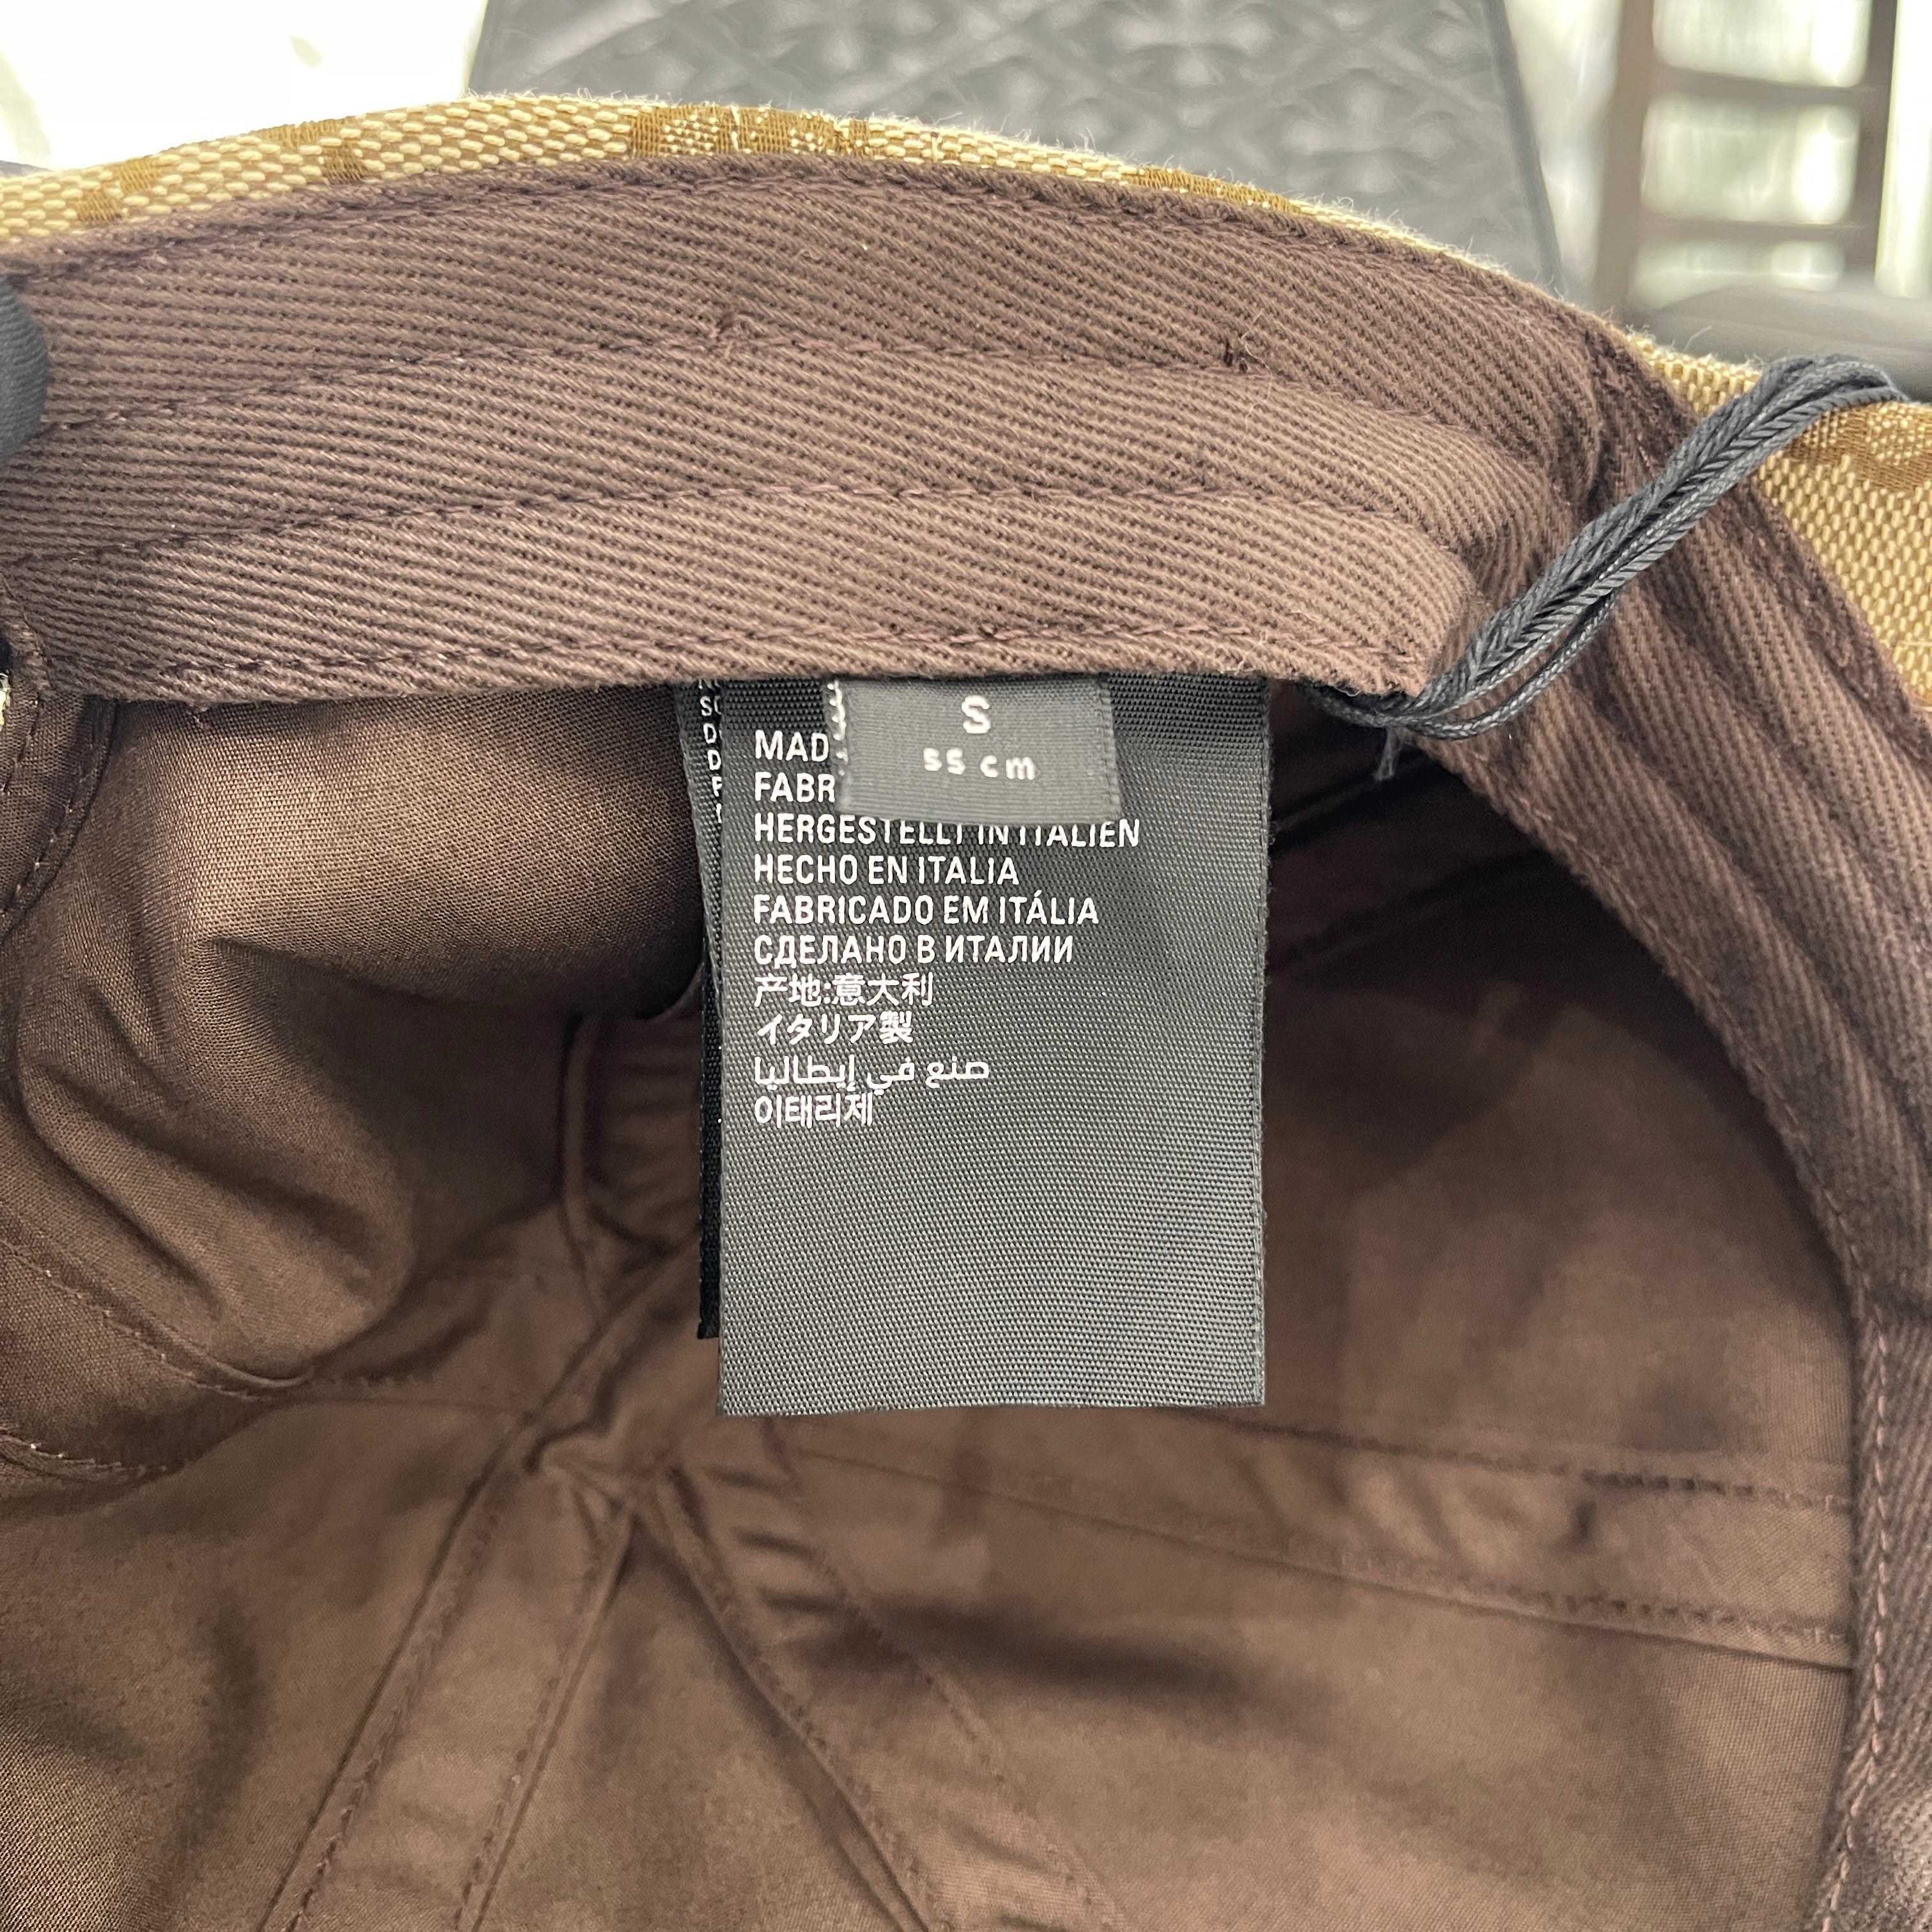 S
55 cm
MAD
FABR
HERGESTELLT IN ITALIEN
HECHO EN ITALIA
FABRICADO EM ITÁLIA
СДЕЛАНО В ИТАЛИИ
产地:意大利
イタリア製
صنع في إيطاليا
이태리제